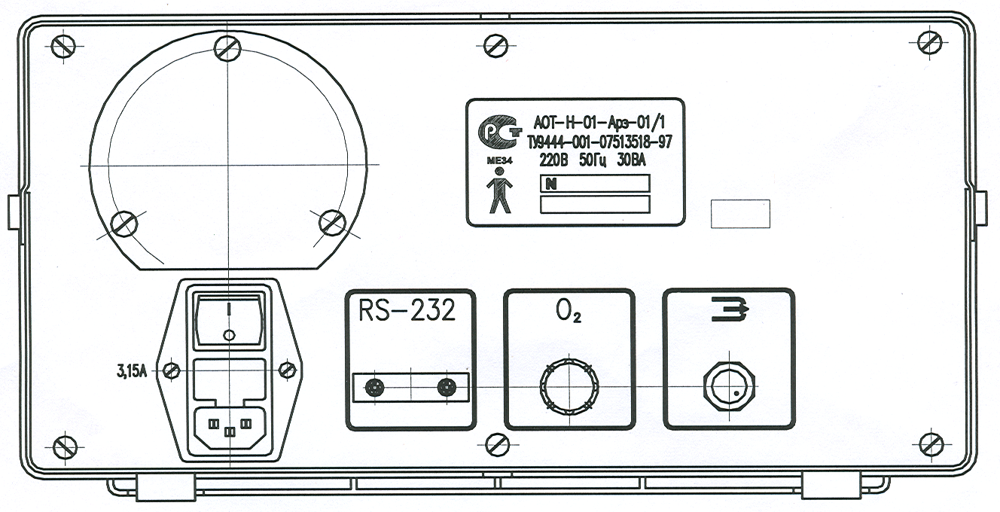 АОТ-Н-01-Арз-01/1
ТУ9444-001-07513518-97
МЕ34
220В 50Гц 30ВА
N
RS-232
O₂
3,15А
I
O